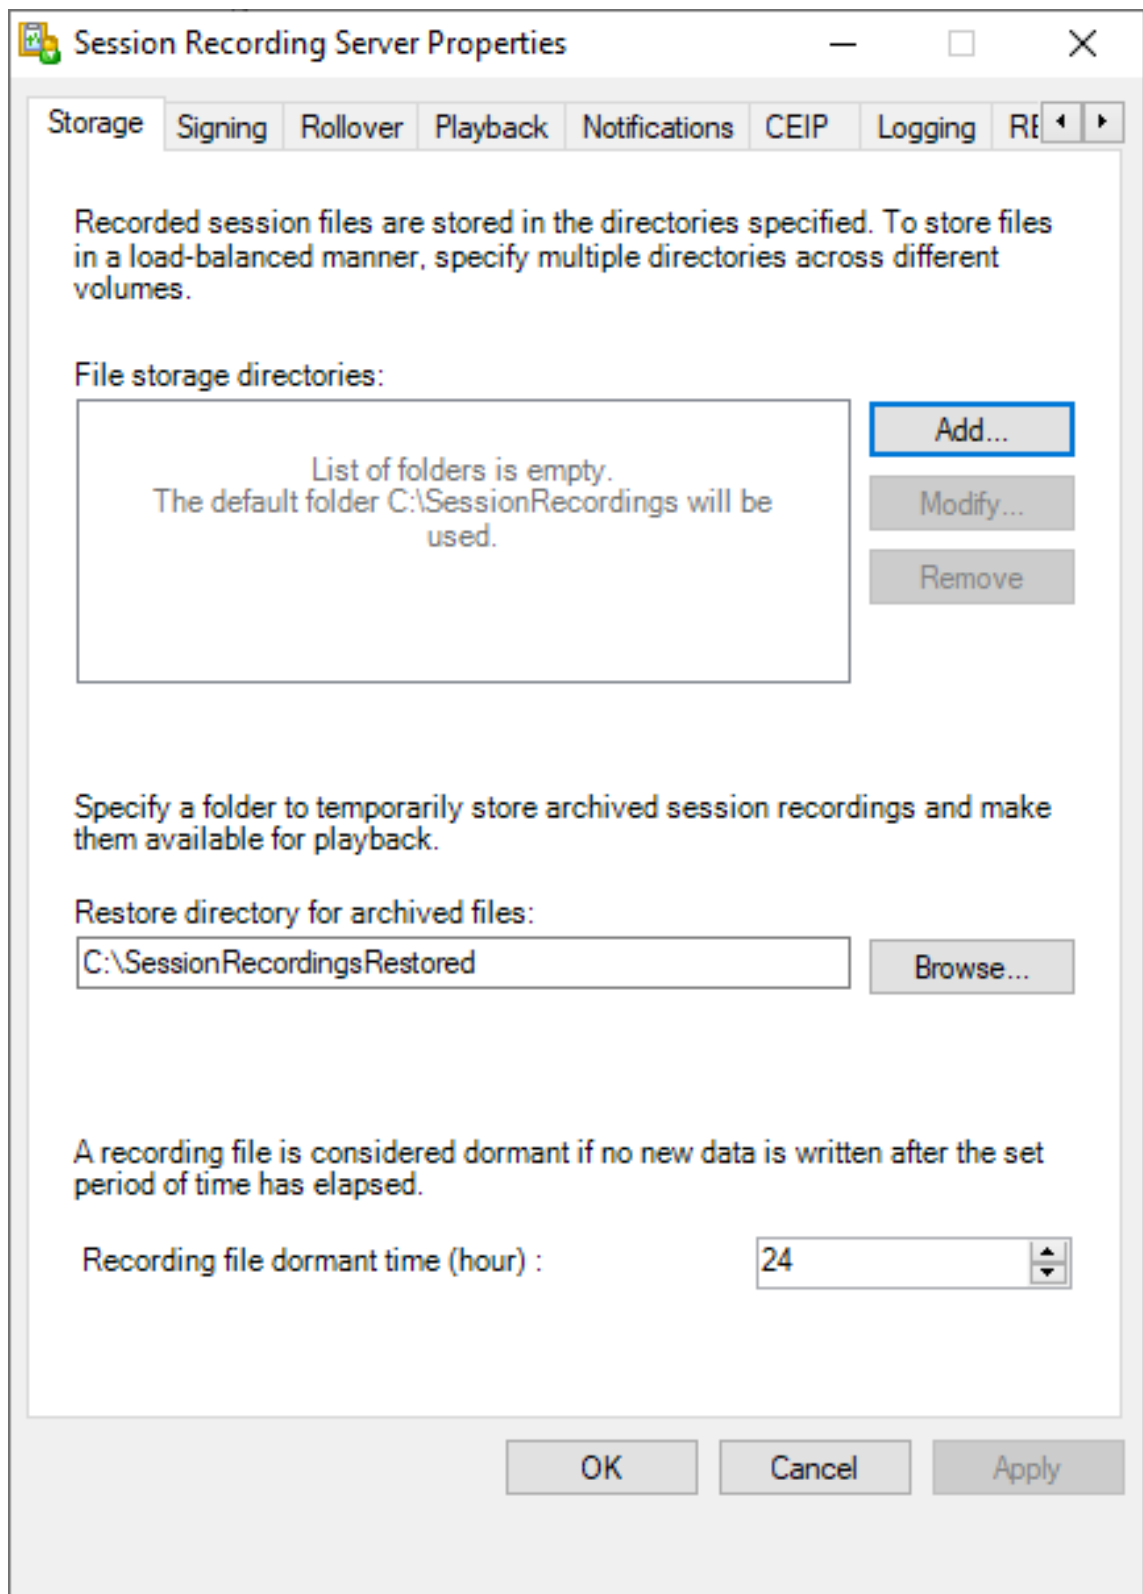 Session Recording Server Properties
Storage
Signing
Rollover
Playback
Notifications
CEIP
Logging
Recorded session files are stored in the directories specified. To store files
in a load-balanced manner, specify multiple directories across different
volumes.
File storage directories:
List of folders is empty.
The default folder C:\SessionRecordings will be
used.
Add...
Modify...
Remove
Specify a folder to temporarily store archived session recordings and make
them available for playback.
Restore directory for archived files:
C:\SessionRecordingsRestored
Browse...
A recording file is considered dormant if no new data is written after the set
period of time has elapsed.
Recording file dormant time (hour) :
24
OK
Cancel
Apply